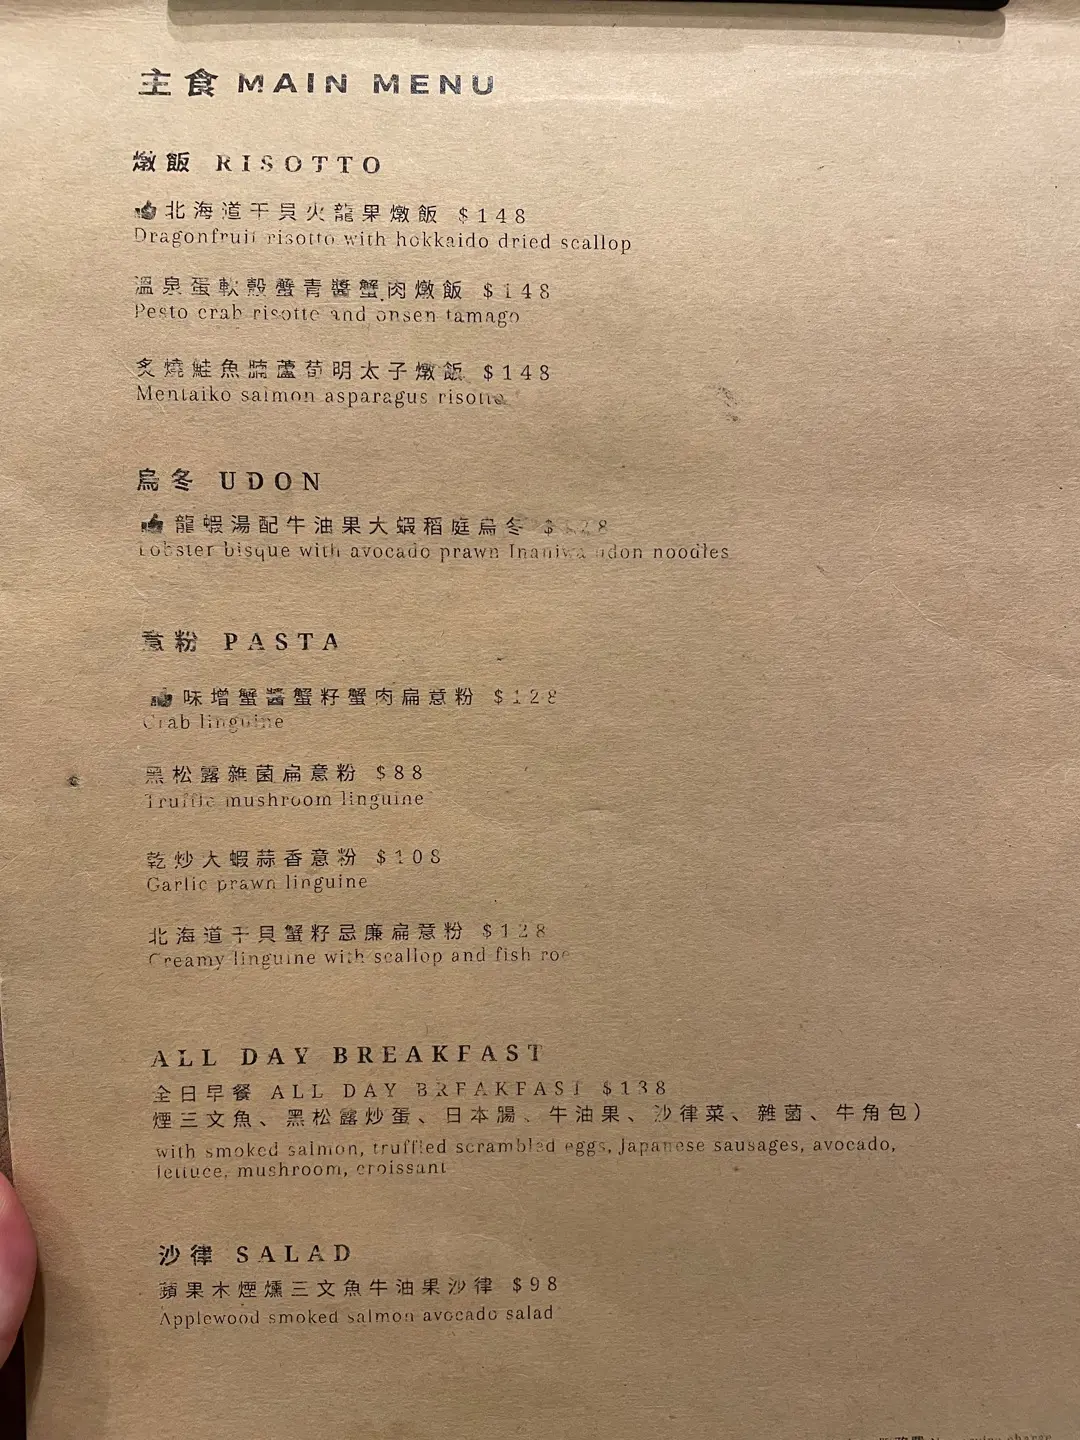 主食 MAIN MENU
燉飯 RISOTTO
北海道干貝火龍果燉飯 $148
Dragonfruit risotto with hokkaido dried scallop
溫泉蛋軟殼蟹青醬蟹肉燉飯 $148
Pesto crab risotto and onsen tamago
炙燒鮭魚腩蘆荀明太子燉飯 $148
Mentaiko salmon asparagus risotto
烏冬 UDON
龍蝦湯配牛油果大蝦稻庭烏冬 $128
Lobster bisque with avocado prawn Inaniwa udon noodles
意粉 PASTA
味增蟹醬蟹籽蟹肉扁意粉 $128
Crab linguine
黑松露雜菌扁意粉 $88
Truffle mushroom linguine
乾炒大蝦蒜香意粉 $108
Garlic prawn linguine
北海道干貝蟹籽忌廉扁意粉 $128
Creamy linguine with scallop and fish roe
ALL DAY BREAKFAST
全日早餐 ALL DAY BREAKFAST $138
煙三文魚、黑松露炒蛋、日本腸、牛油果、沙律菜、雜菌、牛角包）
with smoked salmon, truffled scrambled eggs, Japanese sausages, avocado,
lettuce, mushroom, croissant
沙律 SALAD
蘋果木煙燻三文魚牛油果沙律 $98
Applewood smoked salmon avocado salad